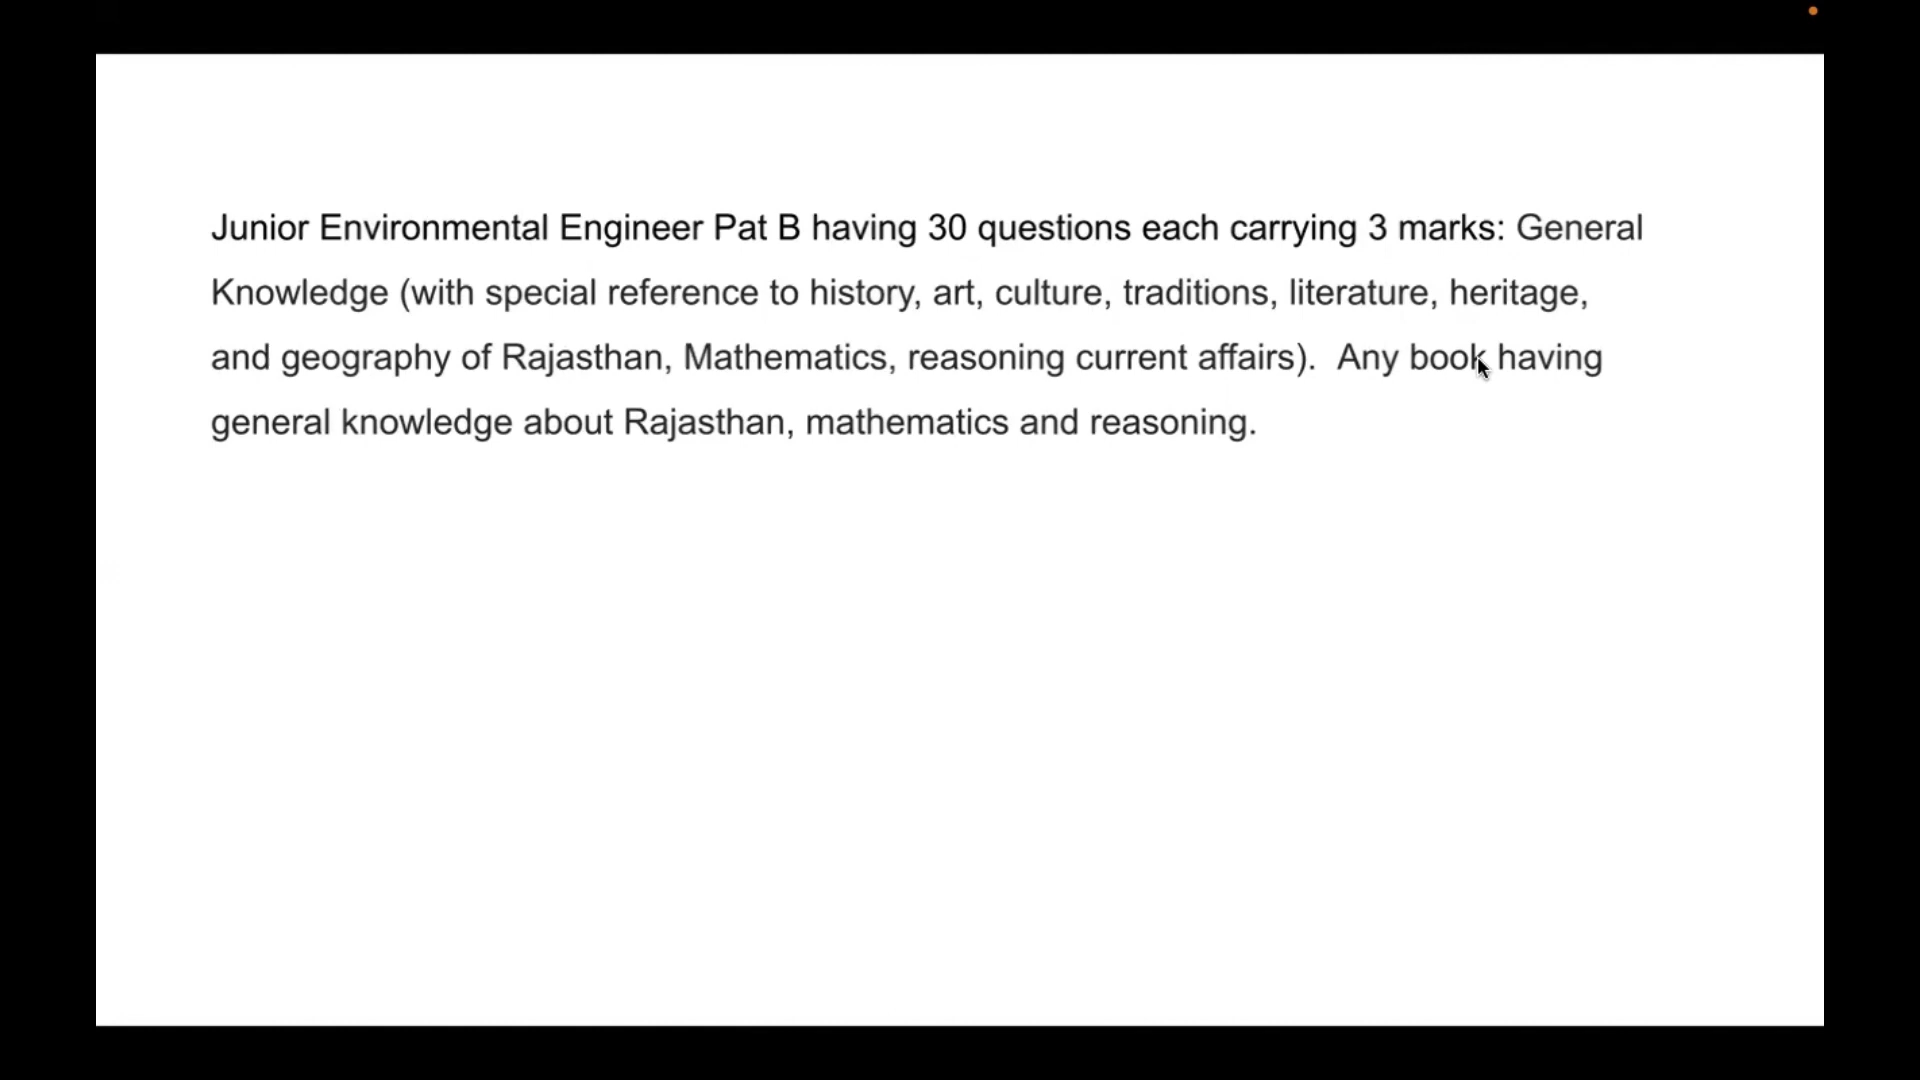 Junior Environmental Engineer Pat B having 30 questions each carrying 3 marks: General
Knowledge (with special reference to history, art, culture, traditions, literature, heritage,
and geography of Rajasthan, Mathematics, reasoning current affairs).  Any book having
general knowledge about Rajasthan, mathematics and reasoning.